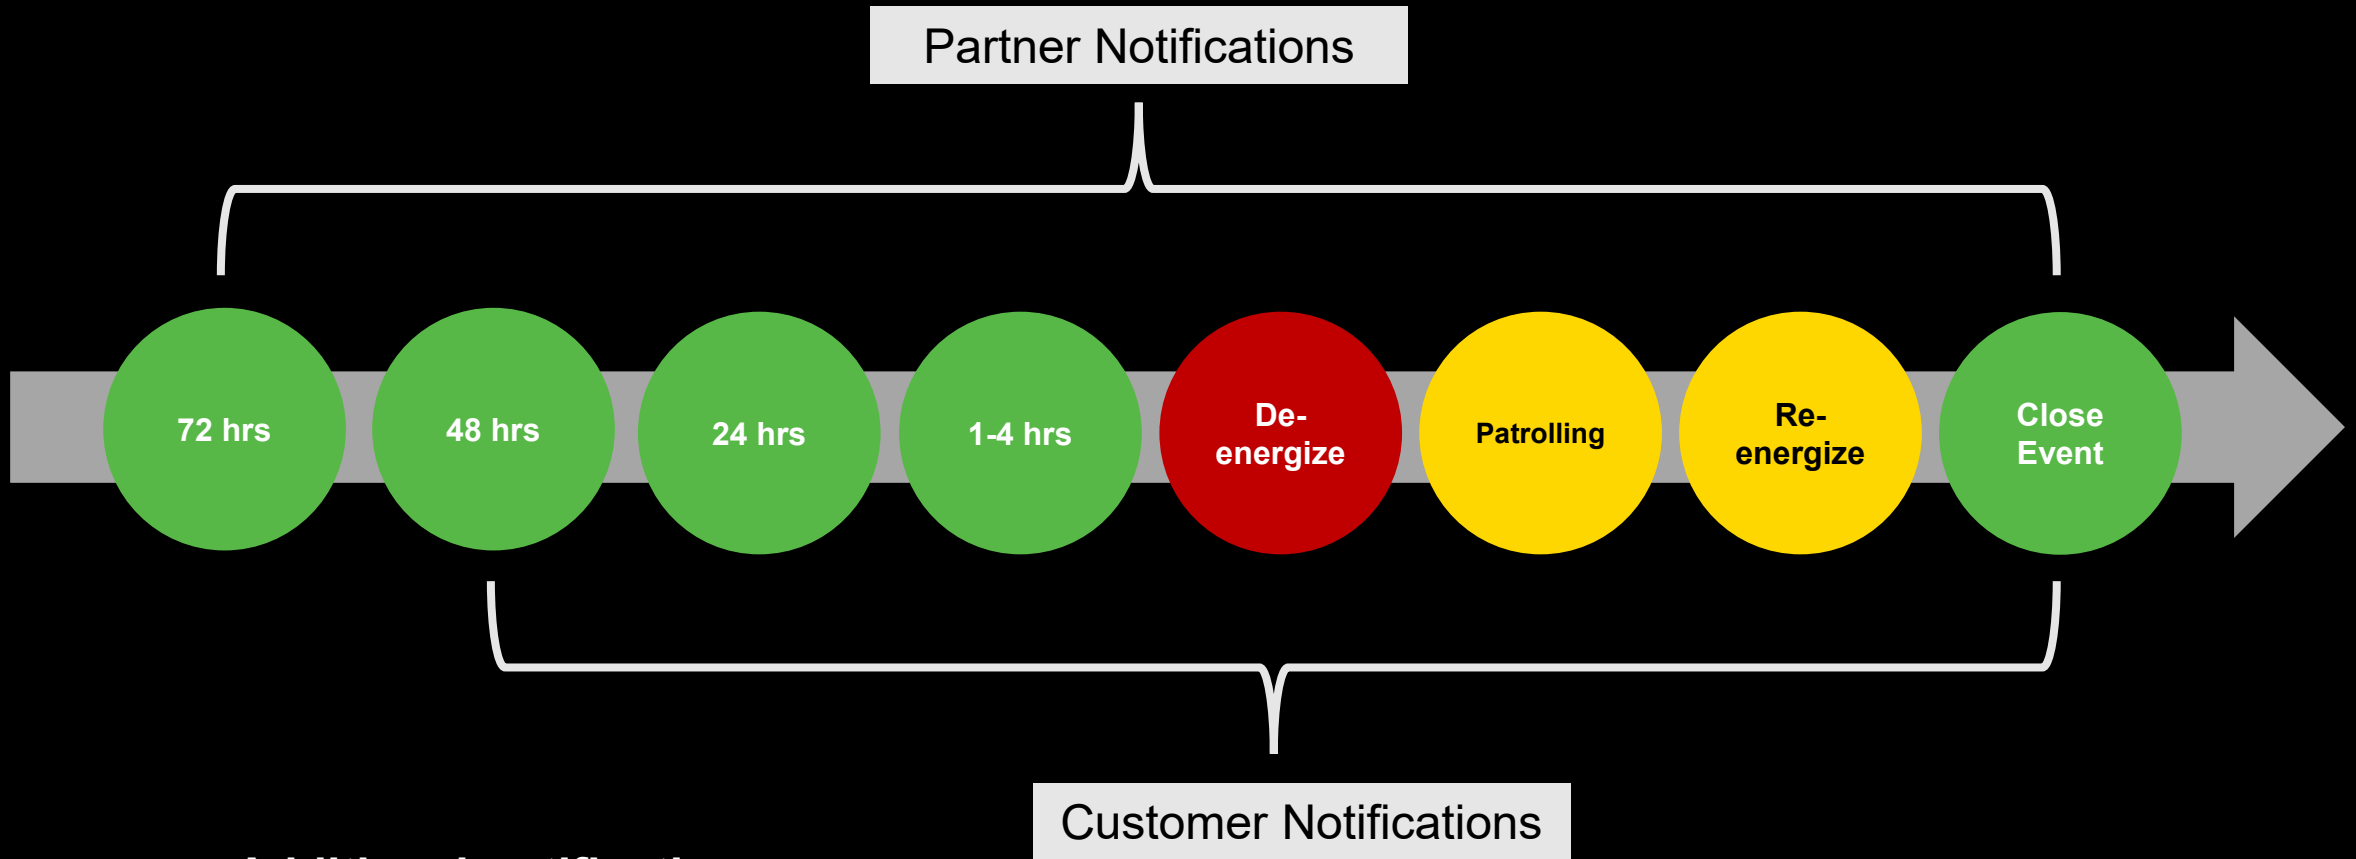 Partner Notifications
72 hrs
48 hrs
24 hrs
1-4 hrs
De-
energize
Patrolling
Re-
energize
Close
Event
Customer Notifications